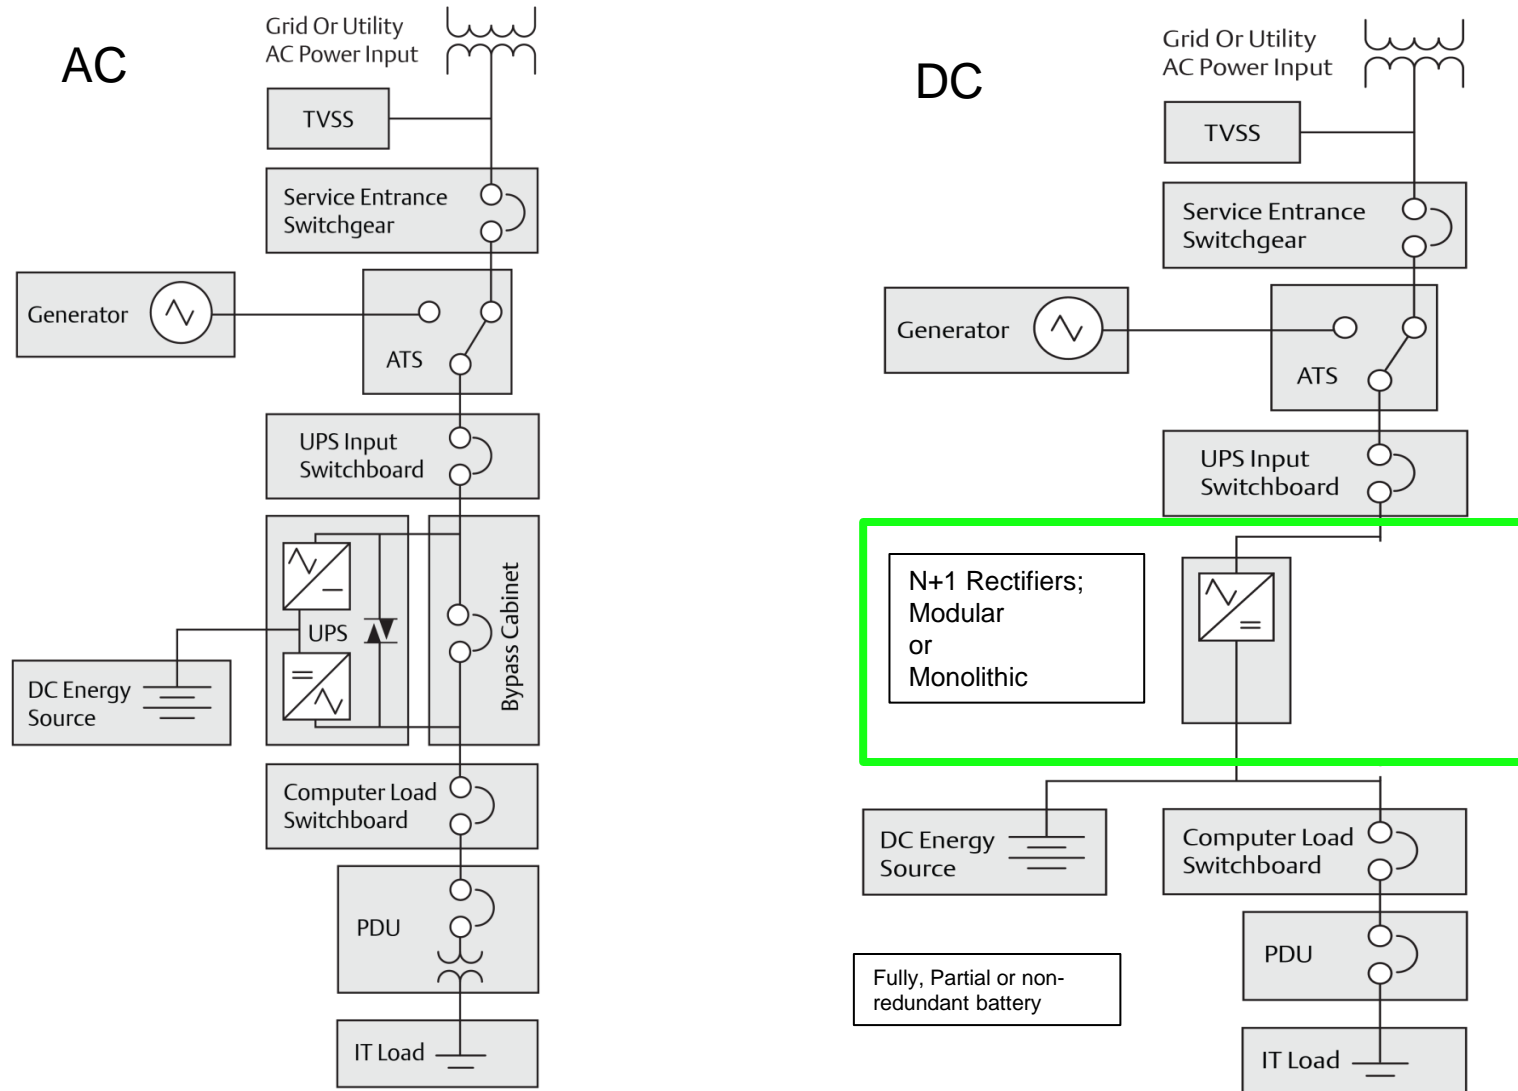 AC
Grid Or Utility
AC Power Input
TVSS
Service Entrance
Switchgear
Generator
ATS
UPS Input
Switchboard
UPS
Bypass Cabinet
DC Energy
Source
Computer Load
Switchboard
PDU
IT Load
DC
Grid Or Utility
AC Power Input
TVSS
Service Entrance
Switchgear
Generator
ATS
UPS Input
Switchboard
N+1 Rectifiers;
Modular
or
Monolithic
DC Energy
Source
Computer Load
Switchboard
PDU
Fully, Partial or non-
redundant battery
IT Load